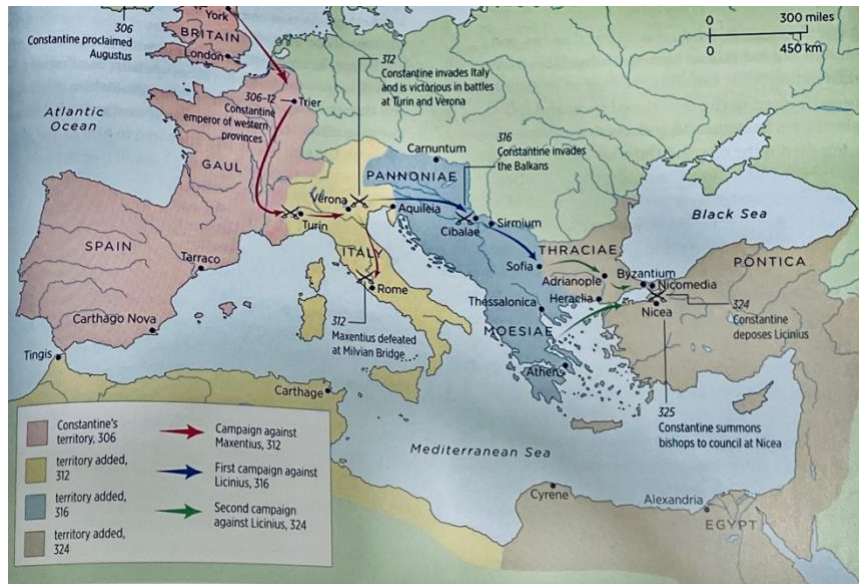 York
306
Constantine proclaimed
Augustus
BRITAIN
London
0 300 miles
0 450 km
312
Constantine invades Italy
and is victorious in battles
at Turin and Verona
306–12
Constantine
emperor of western
provinces
Trier
Atlantic
Ocean
GAUL
Carnuntum
316
Constantine invades
the Balkans
PANNONIAE
Verona
Aquileia
Turin
Cibalae
Sirmium
Black Sea
SPAIN
ITALY
THRACIAE
PONTICA
Tarraco
Sofia
Byzantium
Adrianople
Nicomedia
Rome
Heraclia
Thessalonica
Nicea
324
Constantine
deposes Licinius
Carthago Nova
312
Maxentius defeated
at Milvian Bridge
MOESIAE
Tingis
Athens
Carthage
325
Constantine summons
bishops to council at Nicea
Mediterranean Sea
Cyrene
Alexandria
EGYPT
Constantine's
territory, 306
territory added,
312
territory added,
316
territory added,
324
Campaign against
Maxentius, 312
First campaign against
Licinius, 316
Second campaign
against Licinius, 324